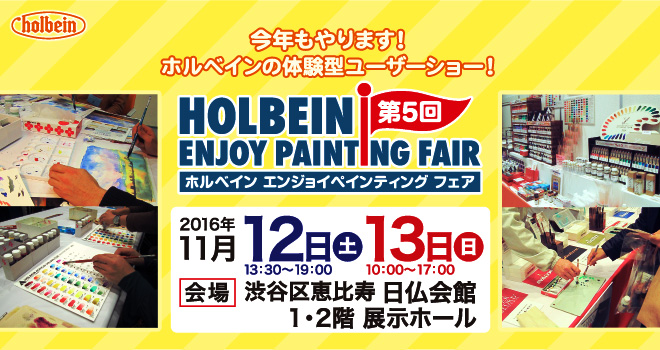 holbein
今年もやります!
ホルベインの体験型ユーザーショー!
HOLBEIN 第5回
ENJOY PAINTING FAIR
ホルベイン エンジョイペインティング フェア
2016年
11月 12日土 13日日
13:30〜19:00 10:00〜17:00
会場 渋谷区恵比寿 日仏会館
1・2階 展示ホール